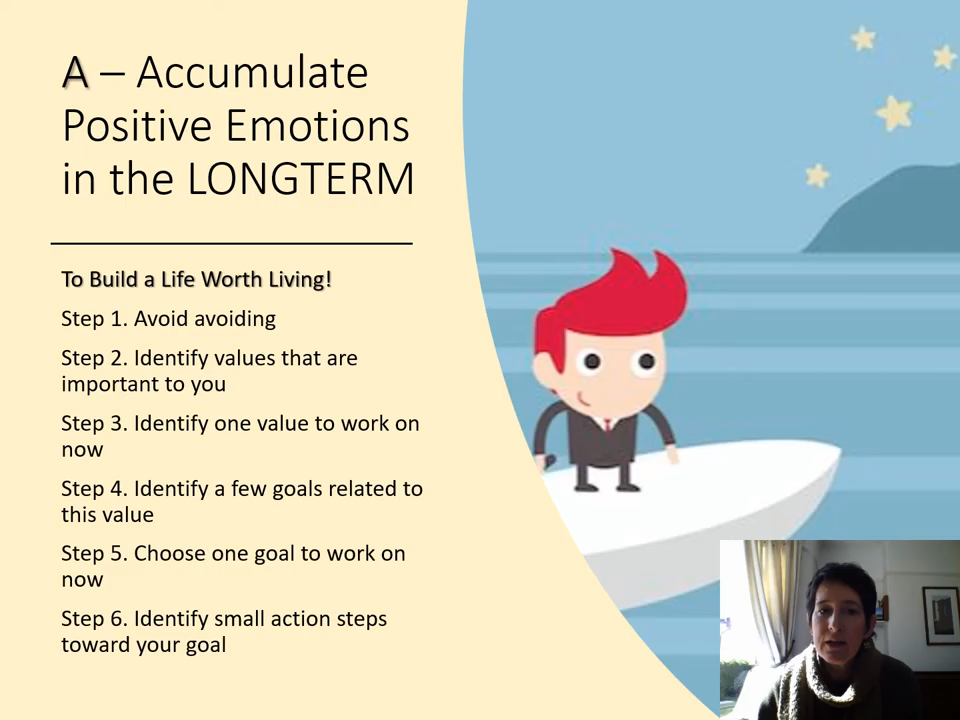 A – Accumulate
Positive Emotions
in the LONGTERM
To Build a Life Worth Living!
Step 1. Avoid avoiding
Step 2. Identify values that are
important to you
Step 3. Identify one value to work on
now
Step 4. Identify a few goals related to
this value
Step 5. Choose one goal to work on
now
Step 6. Identify small action steps
toward your goal